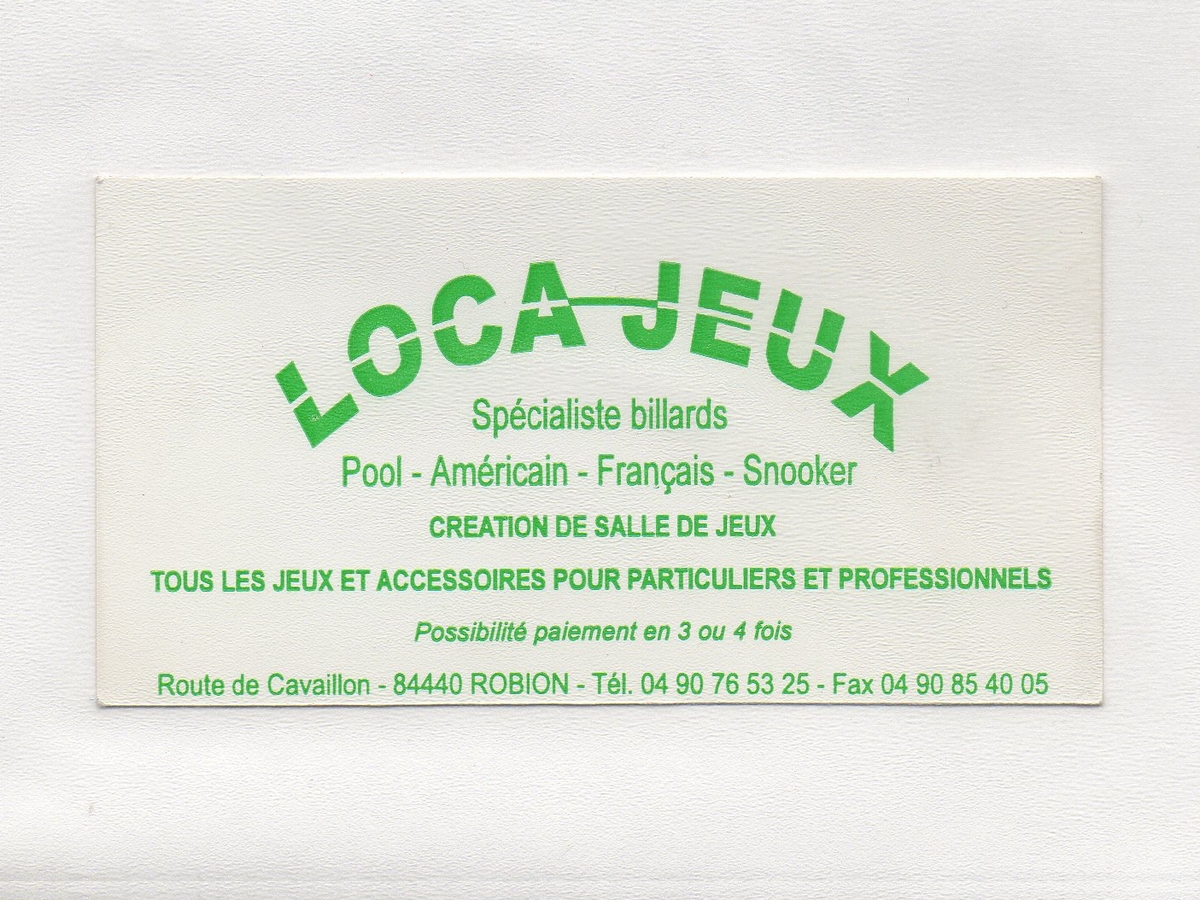 LOCA JEUX
Spécialiste billards
Pool - Américain - Français - Snooker
CREATION DE SALLE DE JEUX
TOUS LES JEUX ET ACCESSOIRES POUR PARTICULIERS ET PROFESSIONNELS
Possibilité paiement en 3 ou 4 fois
Route de Cavaillon - 84440 ROBION - Tél. 04 90 76 53 25 - Fax 04 90 85 40 05